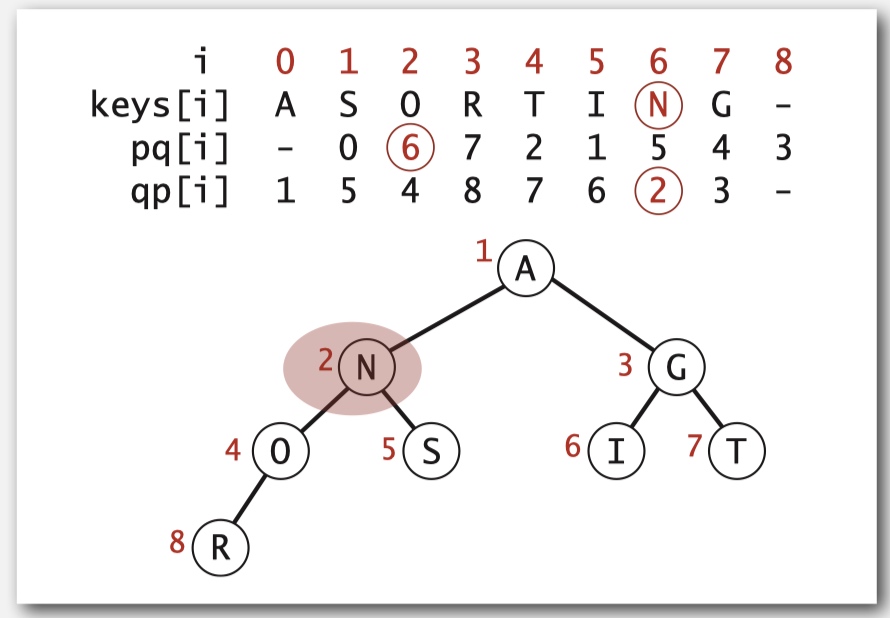 i 0 1 2 3 4 5 6 7 8
keys[i] A S O R T I N G -
pq[i] - 0 6 7 2 1 5 4 3
qp[i] 1 5 4 8 7 6 2 3 -
1 A
2 N 3 G
4 O 5 S 6 I 7 T
8 R